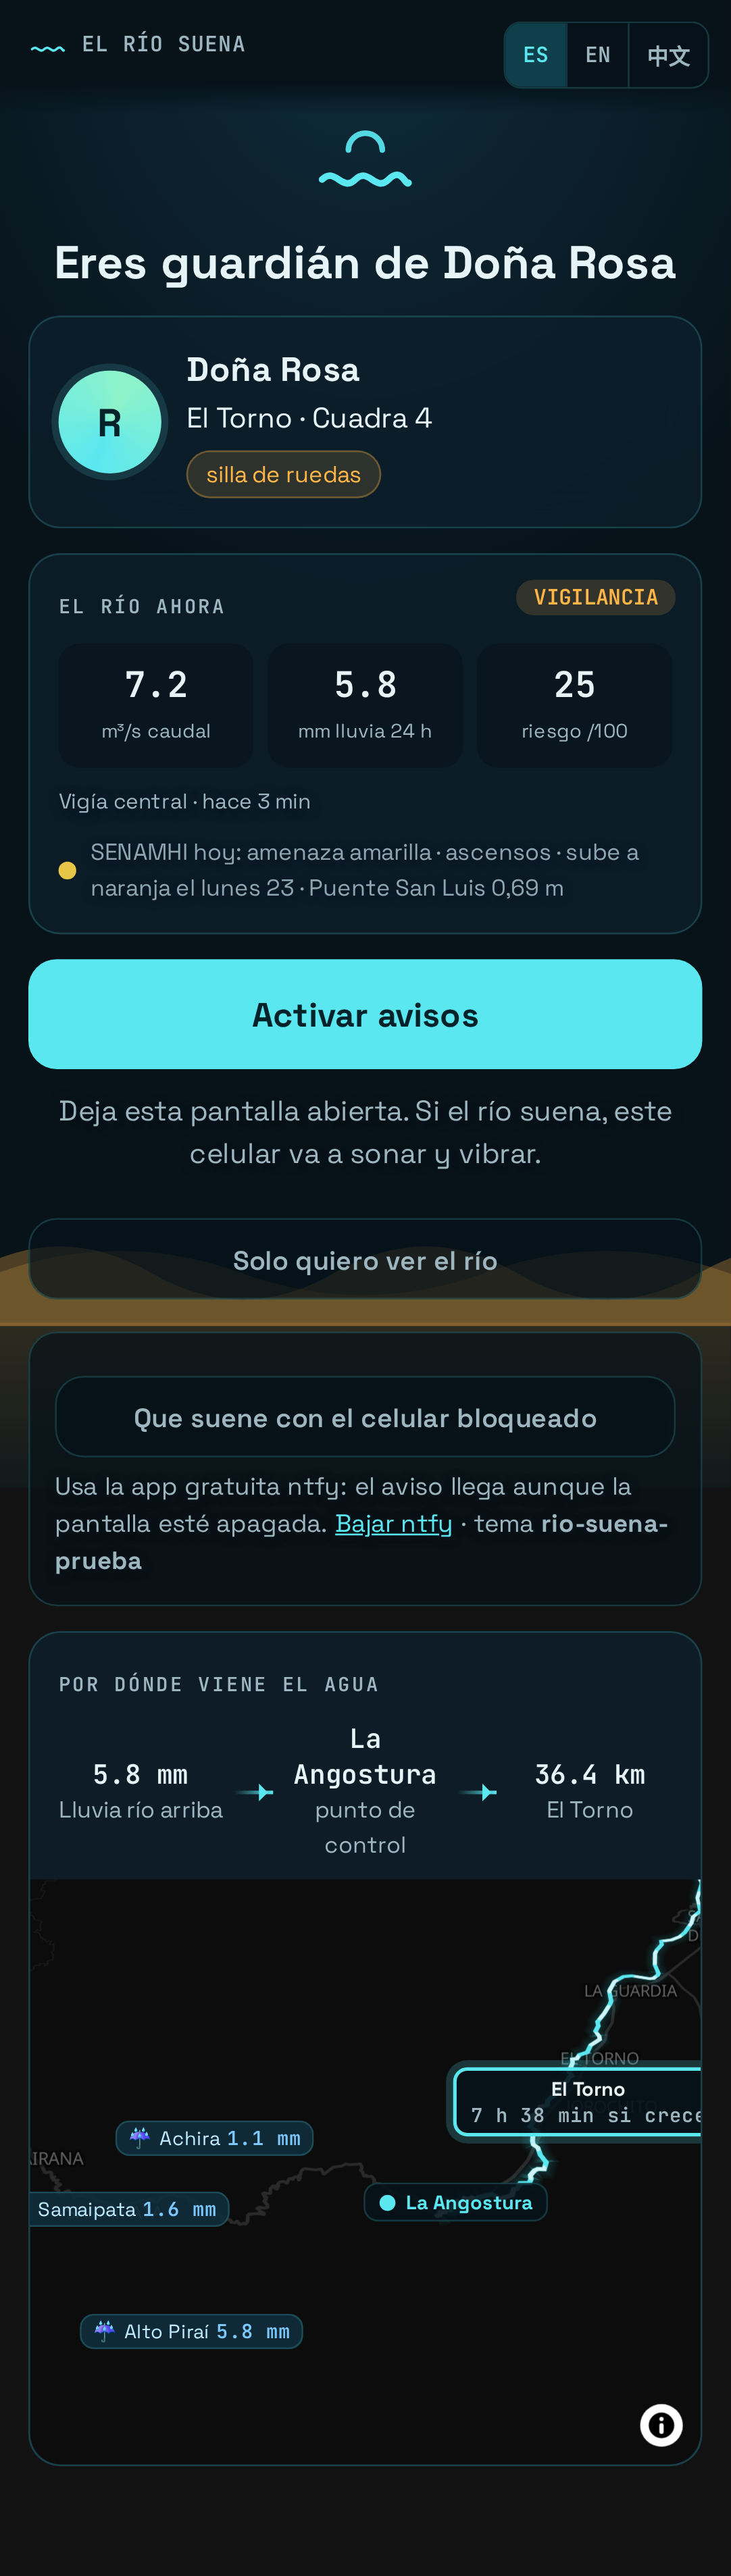 EL RÍO SUENA
ES EN 中文
Eres guardián de Doña Rosa
R
Doña Rosa
El Torno · Cuadra 4
silla de ruedas
EL RÍO AHORA
VIGILANCIA
7.2
m³/s caudal
5.8
mm lluvia 24 h
25
riesgo /100
Vigía central · hace 3 min
SENAMHI hoy: amenaza amarilla · ascensos · sube a
naranja el lunes 23 · Puente San Luis 0,69 m
Activar avisos
Deja esta pantalla abierta. Si el río suena, este
celular va a sonar y vibrar.
Solo quiero ver el río
Que suene con el celular bloqueado
Usa la app gratuita ntfy: el aviso llega aunque la
pantalla esté apagada. Bajar ntfy · tema rio-suena-
prueba
POR DÓNDE VIENE EL AGUA
5.8 mm
Lluvia río arriba
La
Angostura
punto de
control
36.4 km
El Torno
LA GUARDIA
EL TORNO
El Torno
7 h 38 min si crece
Achira 1.1 mm
AIRANA
Samaipata 1.6 mm
La Angostura
Alto Piraí 5.8 mm